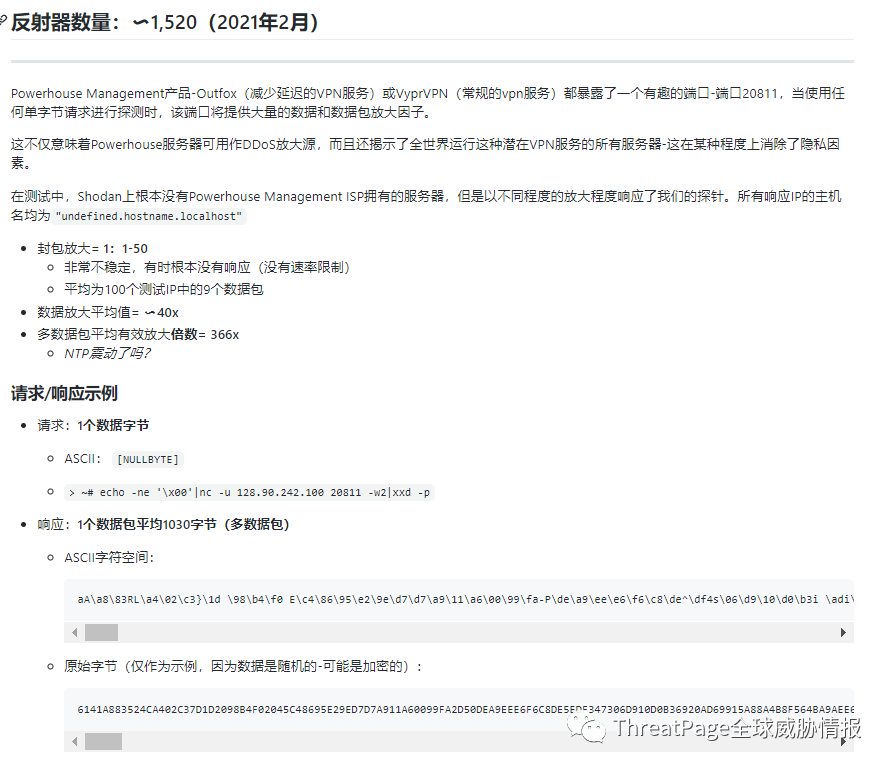 反射器数量：〜1,520（2021年2月）
Powerhouse Management产品-Outfox（减少延迟的VPN服务）或VyprVPN（常规的vpn服务）都暴露了一个有趣的端口-端口20811，当使用任
何单字节请求进行探测时，该端口将提供大量的数据和数据包放大因子。
这不仅意味着Powerhouse服务器可用作DDoS放大源，而且还揭示了全世界运行这种潜在VPN服务的所有服务器-这在某种程度上消除了隐私因
素。
在测试中，Shodan上根本没有Powerhouse Management ISP拥有的服务器，但是以不同程度的放大程度响应了我们的探针。所有响应IP的主机
名均为 "undefined.hostname.localhost"
封包放大= 1：1-50
非常不稳定，有时根本没有响应（没有速率限制）
平均为100个测试IP中的9个数据包
数据放大平均值= 〜40x
多数据包平均有效放大倍数= 366x
NTP震动了吗？
请求/响应示例
请求：1个数据字节
ASCII： [NULLBYTE]
> ~# echo -ne '\x00'|nc -u 128.90.242.100 20811 -w2|xxd -p
响应：1个数据包平均1030字节（多数据包）
ASCII字符空间：
aA\a8\83RL\a4\02\c3}\1d \98\b4\f0 E\c4\86\95\e2\9e\d7\d7\a9\11\a6\00\99\fa-P\de\a9\ee\e6\f6\c8\de^\df4s\06\d9\10\d0\b3i \adi\
原始字节（仅作为示例，因为数据是随机的-可能是加密的）：
6141A883524CA402C37D1D2098B4F02045C48695E29ED7D7A911A60099FA2D50DEA9EEE6F6C8DE5EDF347306D910D0B36920AD69915A88A4B8F564BA9AEE6
ThreatPage全球威胁情报